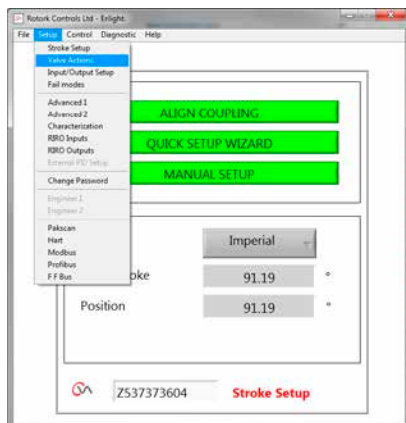 Rotork Controls Ltd - Enlight.
File Setup Control Diagnostic Help
Stroke Setup
Valve Actions
Input/Output Setup
Fail modes
Advanced 1
Advanced 2
Characterization
RIRO Inputs
RIRO Outputs
External PID Setup
Change Password
Engineer 1
Engineer 2
Pakscan
Hart
Modbus
Profibus
F F Bus
ALIGN COUPLING
QUICK SETUP WIZARD
MANUAL SETUP
Imperial
oke 91.19 °
Position 91.19 °
ZS37373604 Stroke Setup